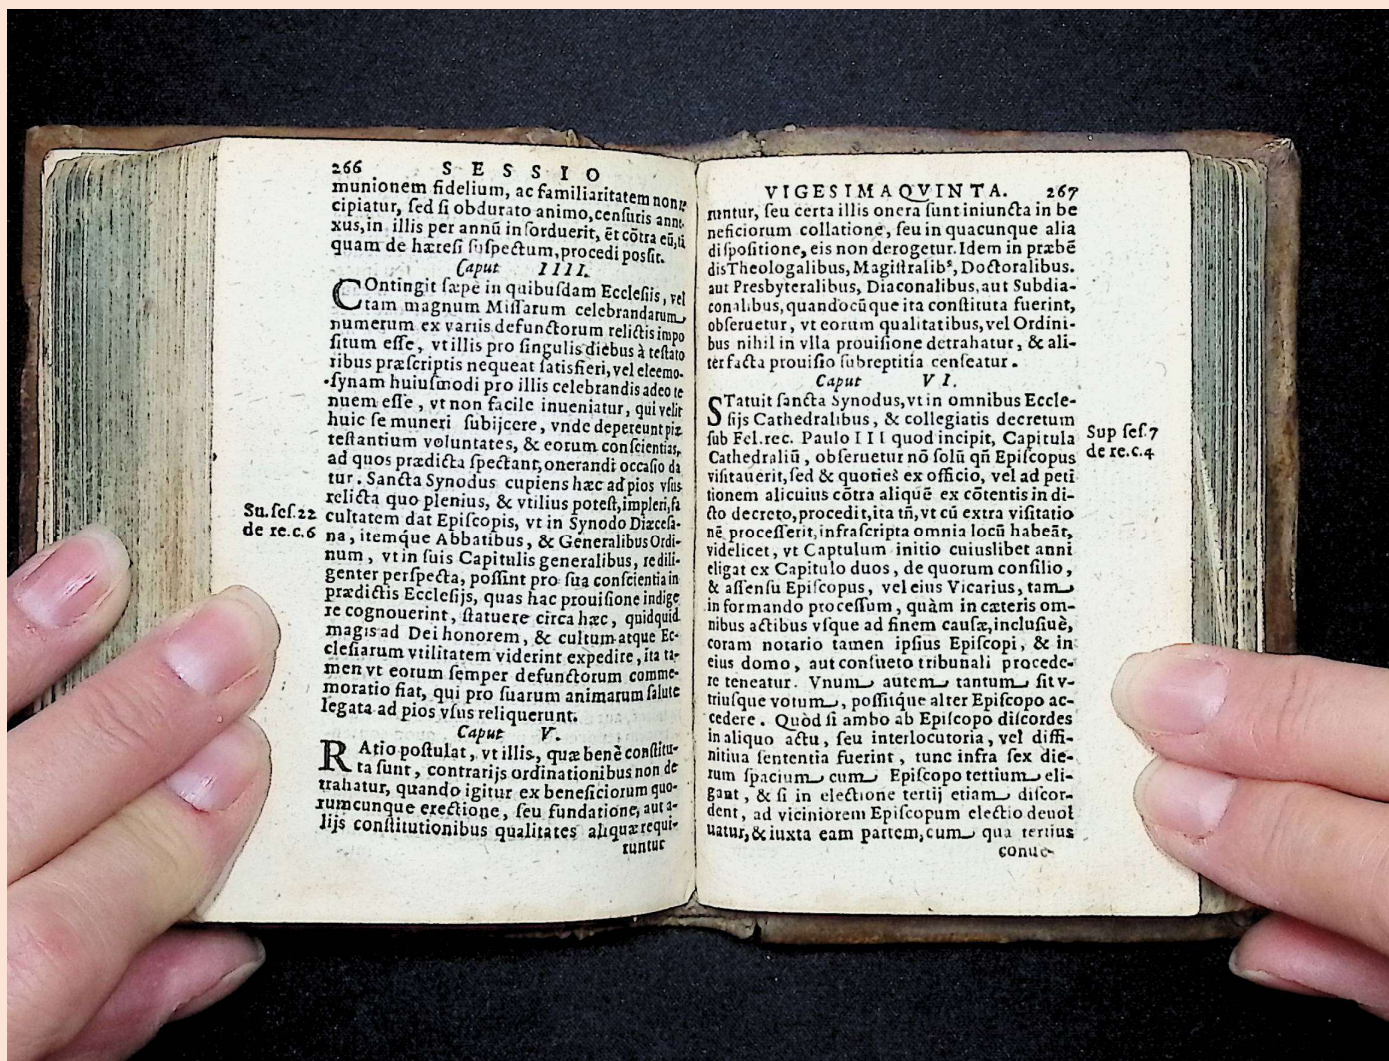 266 SESSIO
munionem fidelium, ac familiaritatem non re
cipiatur, sed si obdurato animo, censuris anne-
xus, in illis per annũ insorduerit, ẽt cõtra eũ, tã
quam de hæresi suspectum, procedi possit.
Caput IIII.
COntingit sæpe in quibusdam Ecclesiis, vel
tam magnum Missarum celebrandarum
numerum ex variis defunctorum relictis impo
situm esse, vt illis pro singulis diebus à testato
ribus præscriptis nequeat satisfieri, vel eleemo-
synam huiusmodi pro illis celebrandis adeo te
nuem esse, vt non facile inueniatur, qui velit
huic se muneri subijcere, vnde depereunt piæ
testantium voluntates, & eorum conscientias,
ad quos prædicta spectant, onerandi occasio da
tur. Sancta Synodus cupiens hæc ad pios vsus
relicta quo plenius, & vtilius potest, impleri, fa
Su. ses. 22
de re. c. 6
cultatem dat Episcopis, vt in Synodo Diæcesa-
na, itemque Abbatibus, & Generalibus Ordi-
num, vt in suis Capitulis generalibus, re dili-
genter perspecta, possint pro sua conscientia in
prædictis Ecclesijs, quas hac prouisione indige
re cognouerint, statuere circa hæc, quidquid
magis ad Dei honorem, & cultum atque Ec-
clesiarum vtilitatem viderint expedire, ita ta-
men vt eorum semper defunctorum comme-
moratio fiat, qui pro suarum animarum salute
legata ad pios vsus reliquerunt.
Caput V.
RAtio postulat, vt illis, quæ benè constitu-
ta sunt, contrarijs ordinationibus non de
trahatur, quando igitur ex beneficiorum quo-
rumcunque erectione, seu fundatione, aut a-
lijs constitutionibus qualitates aliquæ requi-
runtur
VIGESIMAQVINTA. 267
runtur, seu certa illis onera sunt iniuncta in be
neficiorum collatione, seu in quacunque alia
dispositione, eis non derogetur. Idem in præbẽ
dis Theologalibus, Magistralibˢ, Doctoralibus.
aut Presbyteralibus, Diaconalibus, aut Subdia-
conalibus, quandocũque ita constituta fuerint,
obseruetur, vt eorum qualitatibus, vel Ordini-
bus nihil in vlla prouisione detrahatur, & ali-
ter facta prouisio subreptitia censeatur.
Caput VI.
STatuit sancta Synodus, vt in omnibus Eccle-
sijs Cathedralibus, & collegiatis decretum
sub Fel. rec. Paulo III quod incipit, Capitula
Cathedraliũ, obseruetur nõ solũ qñ Episcopus
Sup ses. 7
de re. c. 4
visitauerit, sed & quoties ex officio, vel ad peti
tionem alicuius cõtra aliquẽ ex cõtentis in di-
cto decreto, procedit, ita tñ, vt cũ extra visitatio
nẽ processerit, infrascripta omnia locũ habeãt,
videlicet, vt Captulum initio cuiuslibet anni
eligat ex Capitulo duos, de quorum consilio,
& assensu Episcopus, vel eius Vicarius, tam
in formando processum, quàm in cæteris om-
nibus actibus vsque ad finem causæ, inclusiuè,
coram notario tamen ipsius Episcopi, & in
eius domo, aut consueto tribunali procede-
re teneatur. Vnum autem tantum sit v-
triusque votum, possitque alter Episcopo ac-
cedere. Quòd si ambo ab Episcopo discordes
in aliquo actu, seu interlocutoria, vel diffi-
nitiua sententia fuerint, tunc infra sex die-
rum spacium cum Episcopo tertium eli-
gant, & si in electione tertij etiam discor-
dent, ad viciniorem Episcopum electio deuol
uatur, & iuxta eam partem, cum qua tertius
conue-